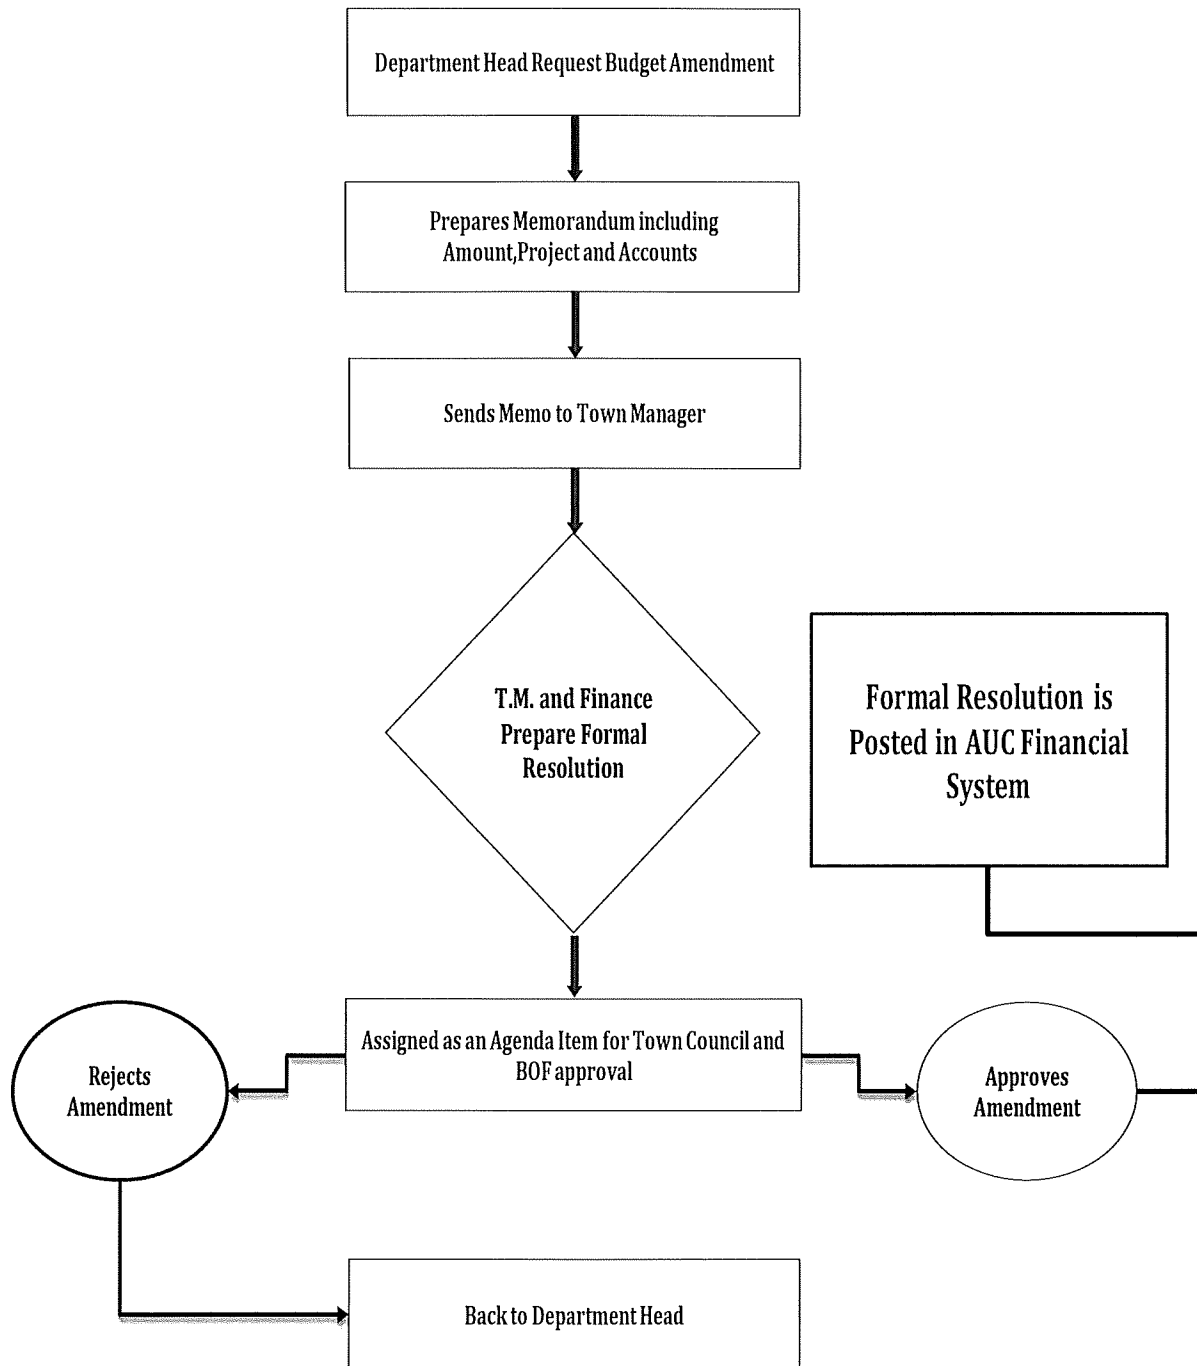 Department Head Request Budget Amendment
Prepares Memorandum including
Amount,Project and Accounts
Sends Memo to Town Manager
T.M. and Finance
Prepare Formal
Resolution
Formal Resolution is
Posted in AUC Financial
System
Assigned as an Agenda Item for Town Council and
BOF approval
Rejects
Amendment
Approves
Amendment
Back to Department Head